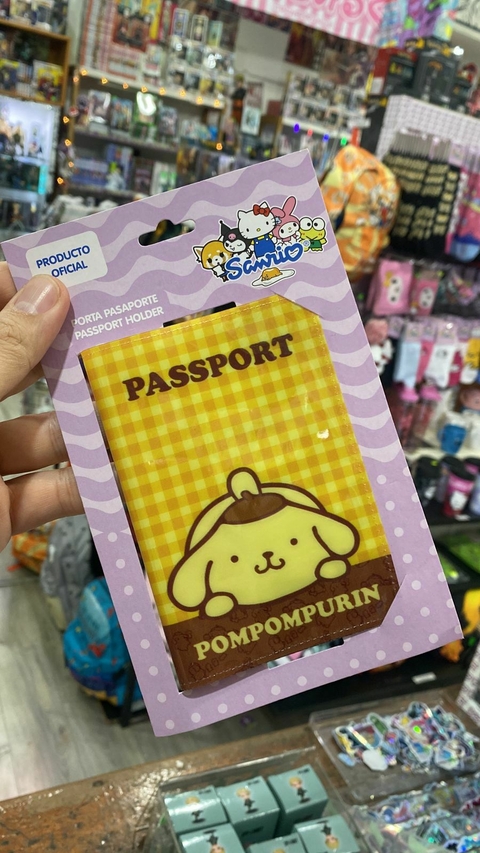 PRODUCTO
OFICIAL
Sanrio
PORTA PASAPORTE
PASSPORT HOLDER
PASSPORT
POMPOMPURIN